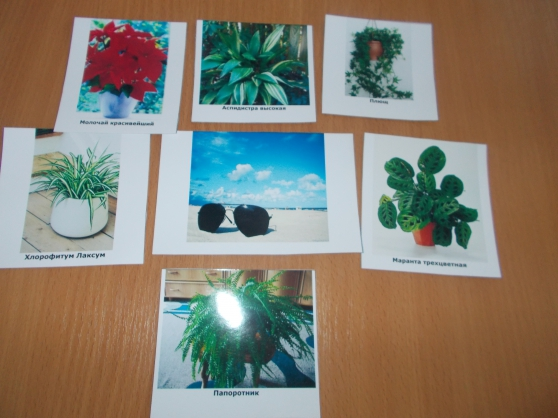 Молочай красивейший
Аспидистра высокая
Плющ
Хлорофитум Лаксум
Маранта трехцветная
Папоротник